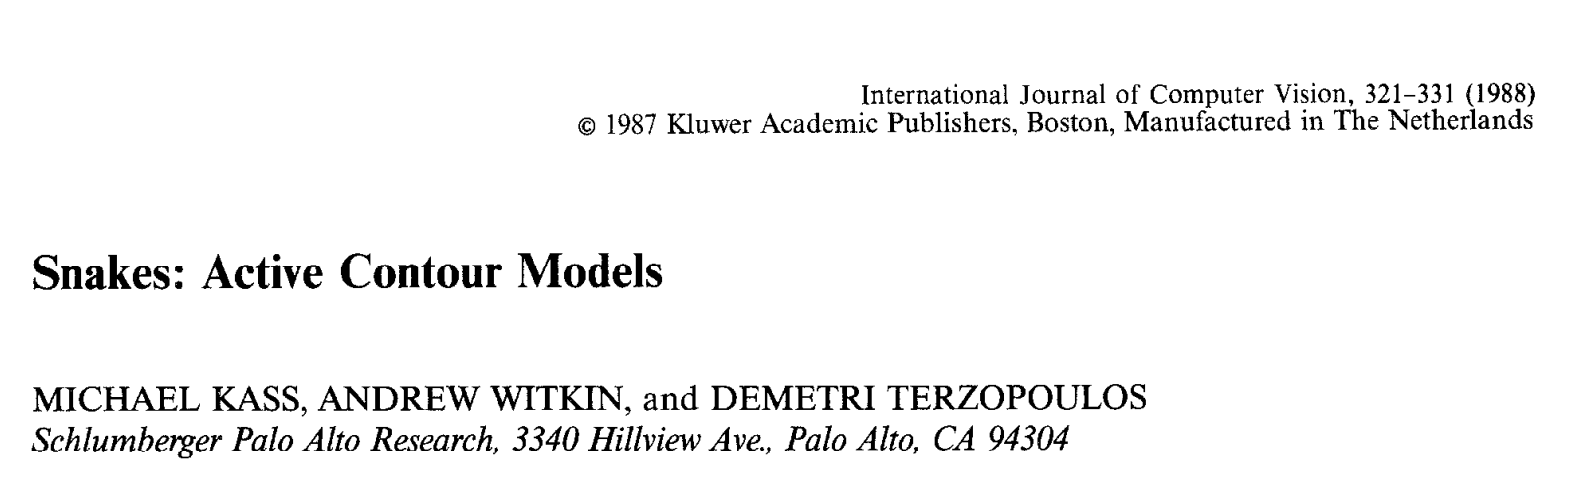 International Journal of Computer Vision, 321–331 (1988)
© 1987 Kluwer Academic Publishers, Boston, Manufactured in The Netherlands
Snakes: Active Contour Models
MICHAEL KASS, ANDREW WITKIN, and DEMETRI TERZOPOULOS
Schlumberger Palo Alto Research, 3340 Hillview Ave., Palo Alto, CA 94304